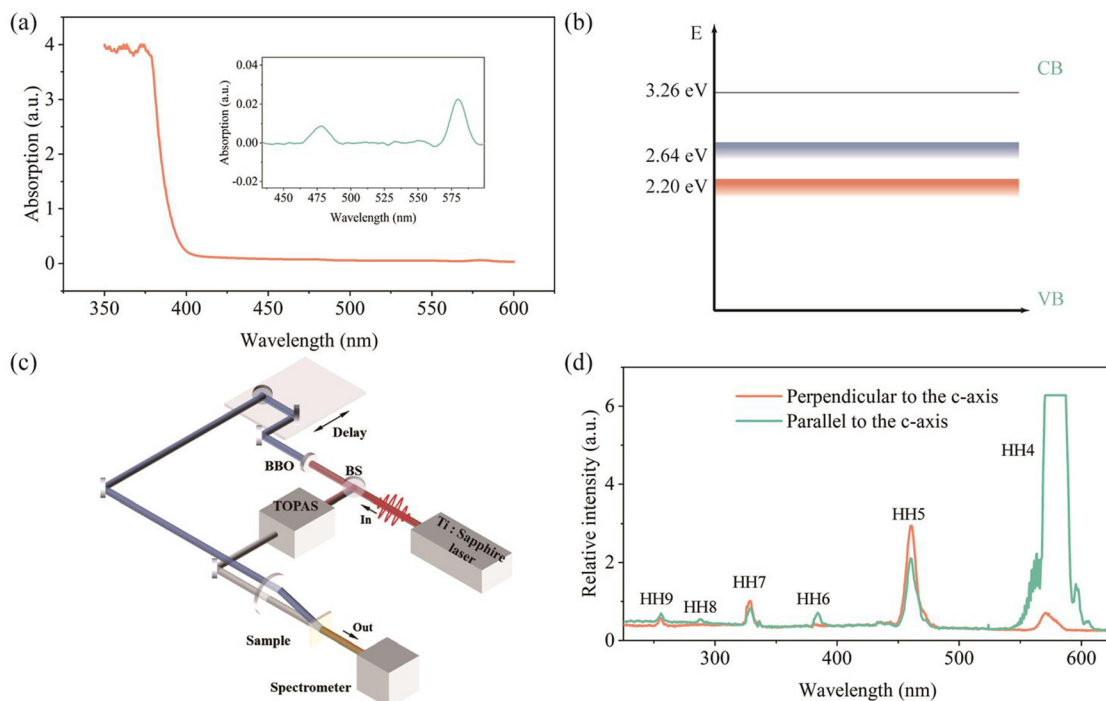 (a)
Absorption (a.u.)
4
3
2
1
0
350
400
450
500
550
600
Wavelength (nm)
Absorption (a.u.)
0.04
0.02
0.00
-0.02
450
475
500
525
550
575
Wavelength (nm)
(b)
E
CB
3.26 eV
2.64 eV
2.20 eV
VB
(c)
Delay
BBO
BS
TOPAS
In
Ti : Sapphire
laser
Sample
Out
Spectrometer
(d)
Relative intensity (a.u.)
6
4
2
0
Perpendicular to the c-axis
Parallel to the c-axis
HH4
HH5
HH7
HH6
HH9
HH8
300
400
500
600
Wavelength (nm)